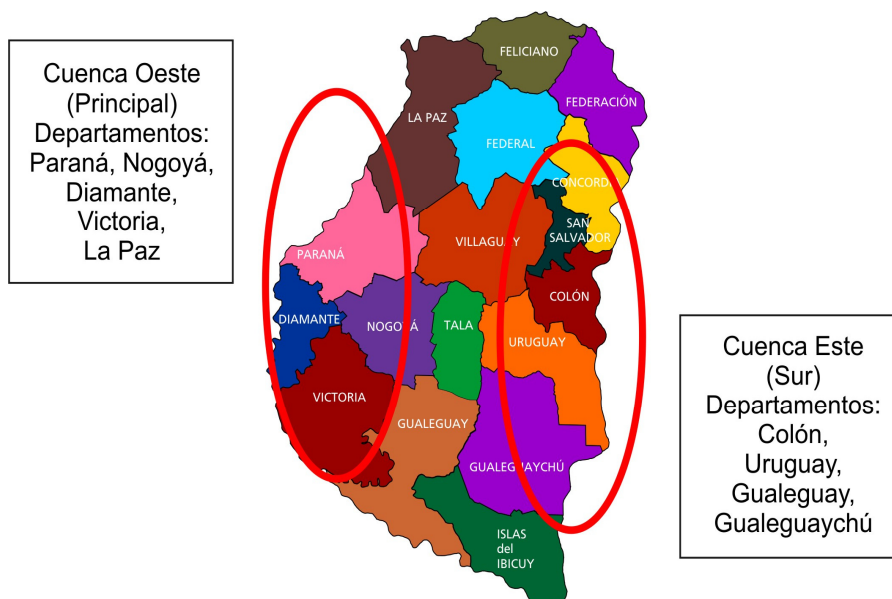 Cuenca Oeste
(Principal)
Departamentos:
Paraná, Nogoyá,
Diamante,
Victoria,
La Paz
FELICIANO
FEDERACIÓN
LA PAZ
FEDERAL
CONCORDI
SAN
SALVADOR
VILLAGUAY
PARANÁ
COLÓN
DIAMANTE
NOGOYÁ
TALA
URUGUAY
VICTORIA
GUALEGUAY
GUALEGUAYCHÚ
ISLAS
del
IBICUY
Cuenca Este
(Sur)
Departamentos:
Colón,
Uruguay,
Gualeguay,
Gualeguaychú